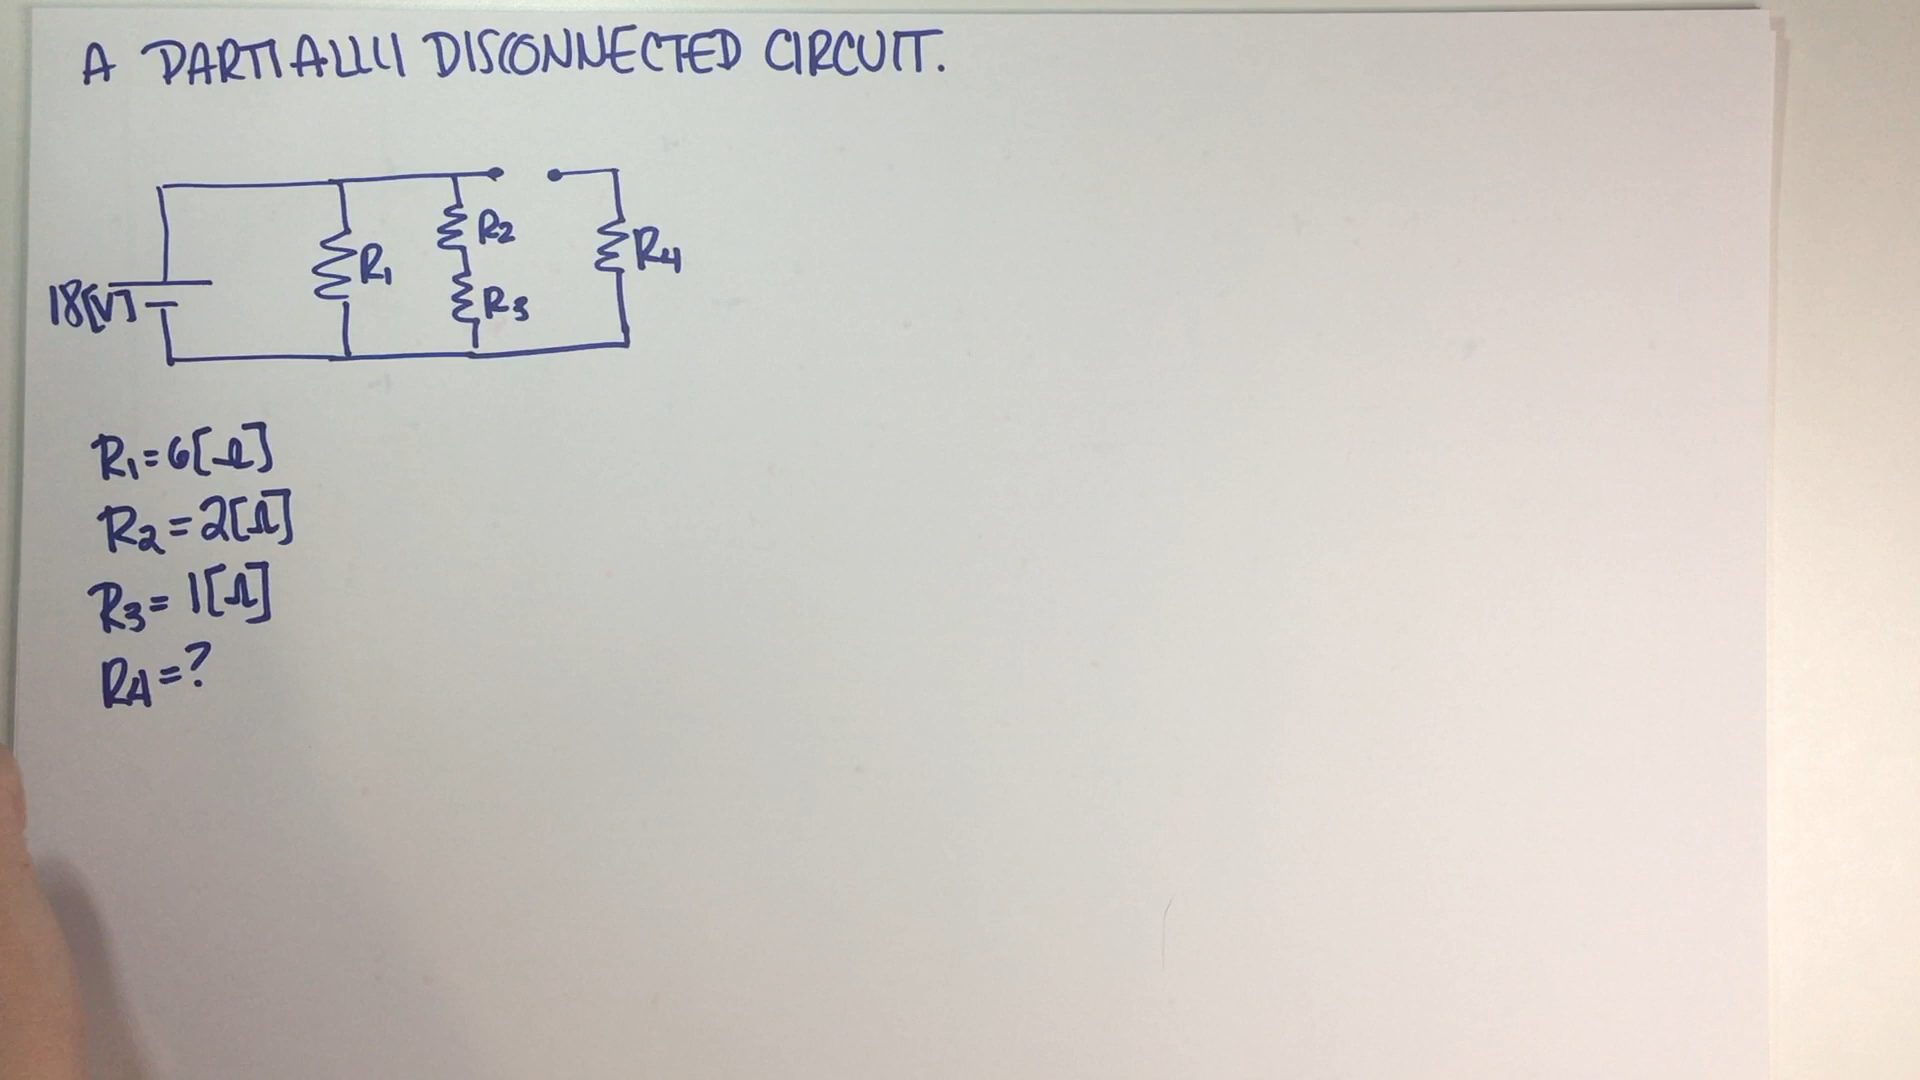 A PARTIALLY DISCONNECTED CIRCUIT.
R2
R1
R4
18[V]
R3
R1=6[Ω]
R2=2[Ω]
R3=1[Ω]
R4=?